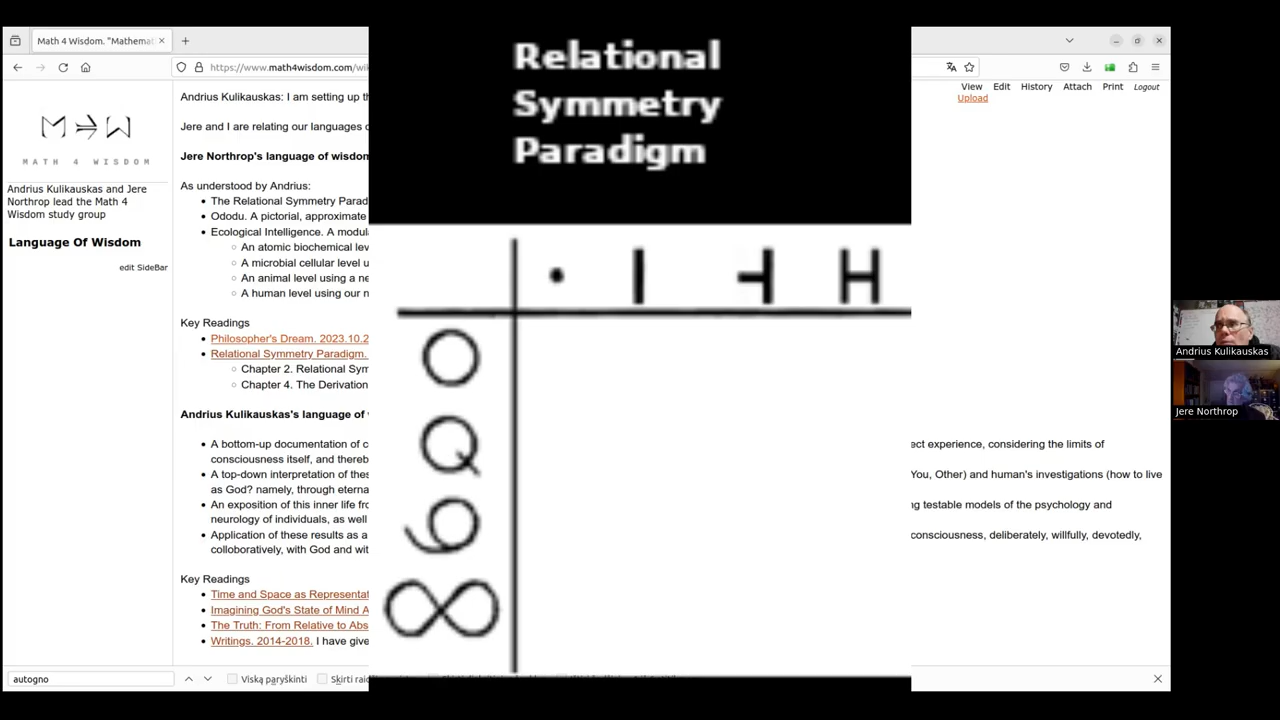 Math 4 Wisdom. "Mathemat
https://www.math4wisdom.com/wi
View Edit History Attach Print Logout
Upload
MATH 4 WISDOM
Andrius Kulikauskas and Jere
Northrop lead the Math 4
Wisdom study group
Language Of Wisdom
edit SideBar
Andrius Kulikauskas: I am setting up th
Jere and I are relating our languages o
Jere Northrop's language of wisdom
As understood by Andrius:
The Relational Symmetry Parad
Ododu. A pictorial, approximate
Ecological Intelligence. A modul
An atomic biochemical lev
A microbial cellular level u
An animal level using a ne
A human level using our n
Key Readings
Philosopher's Dream. 2023.10.2
Relational Symmetry Paradigm.
Chapter 2. Relational Sym
Chapter 4. The Derivation
Andrius Kulikauskas's language of
A bottom-up documentation of c
ect experience, considering the limits of
consciousness itself, and thereb
A top-down interpretation of thes
You, Other) and human's investigations (how to live
as God? namely, through eterna
An exposition of this inner life fro
ng testable models of the psychology and
neurology of individuals, as well
Application of these results as a
consciousness, deliberately, willfully, devotedly,
colloboratively, with God and wit
Key Readings
Time and Space as Representat
Imagining God's State of Mind A
The Truth: From Relative to Abs
Writings. 2014-2018. I have give
autogno
Viską paryškinti
Skirti raid
Relational
Symmetry
Paradigm
Andrius Kulikauskas
Jere Northrop